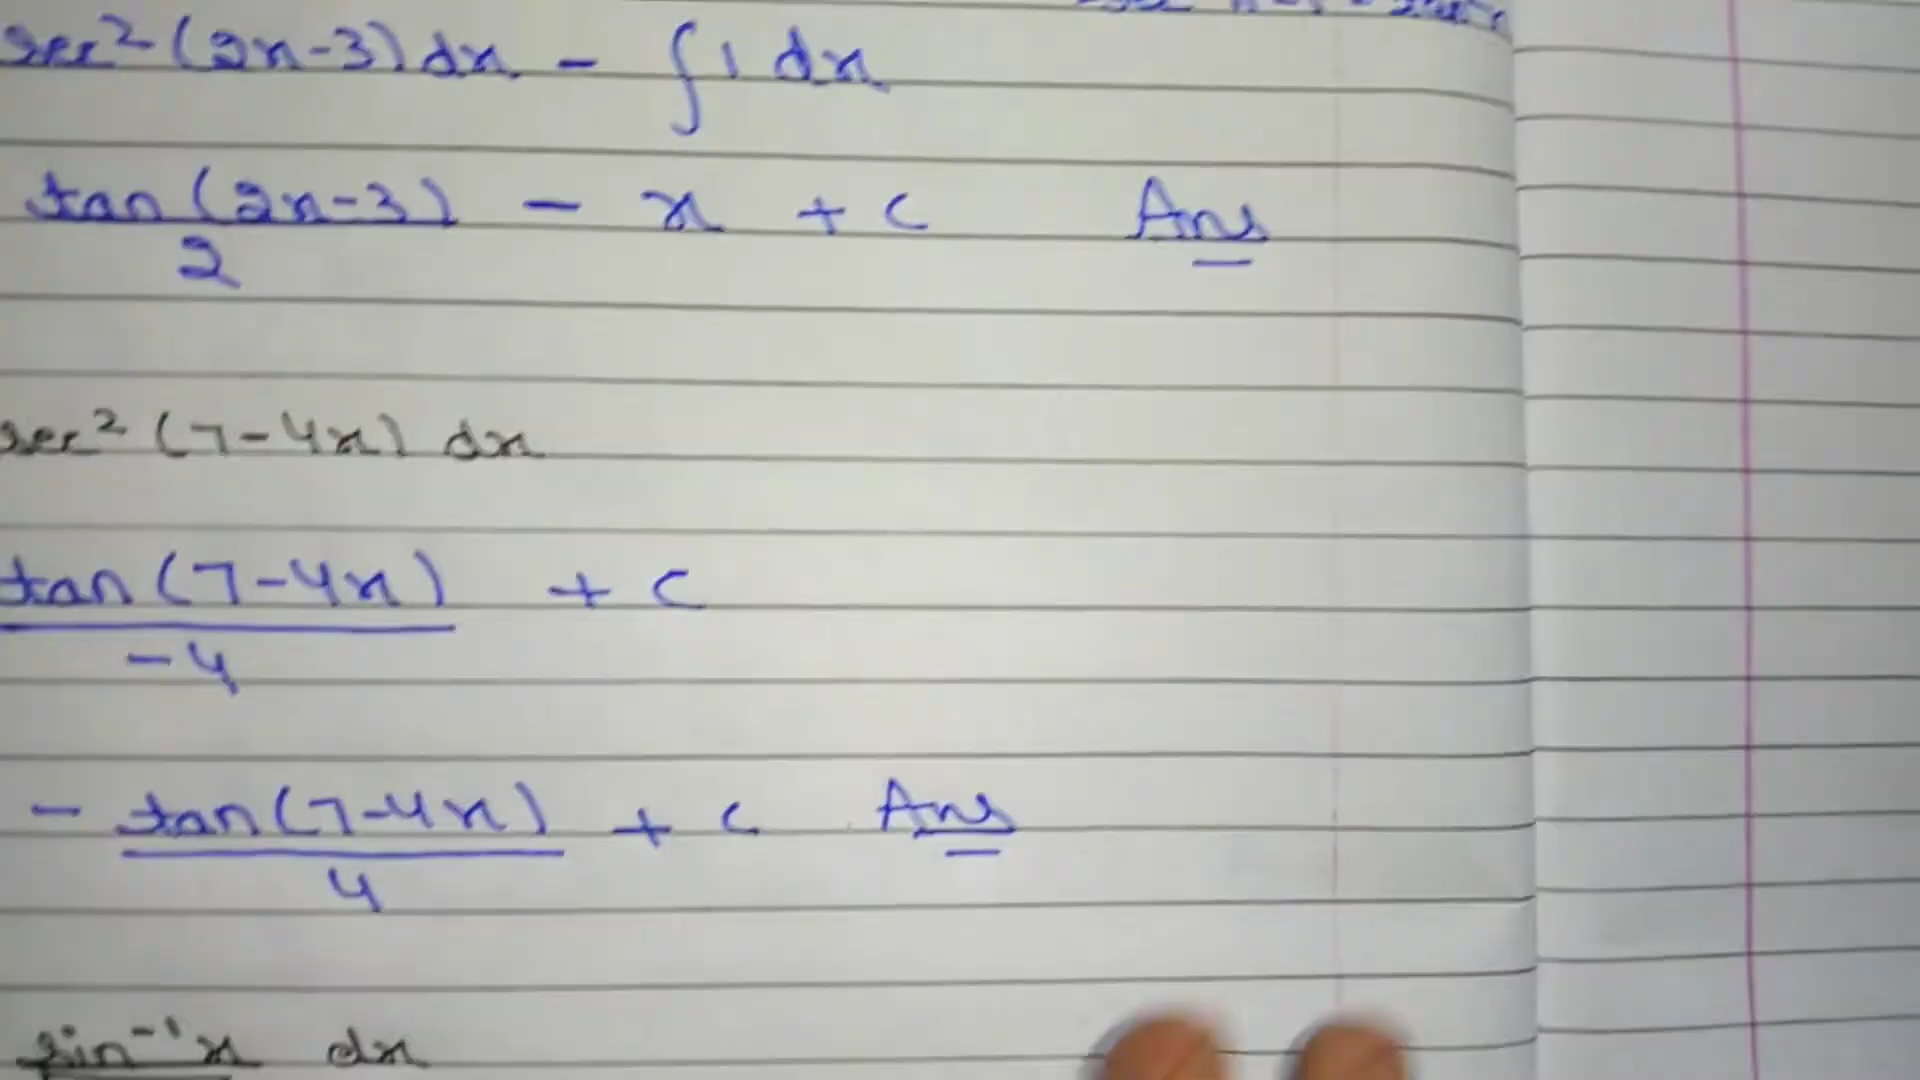 sec² (2x-3) dx - ∫ 1 dx
tan (2x-3) - x + c Ans
2
sec² (7-4x) dx
tan (7-4x) + c
-4
- tan (7-4x) + c Ans
4
sin⁻¹x dx